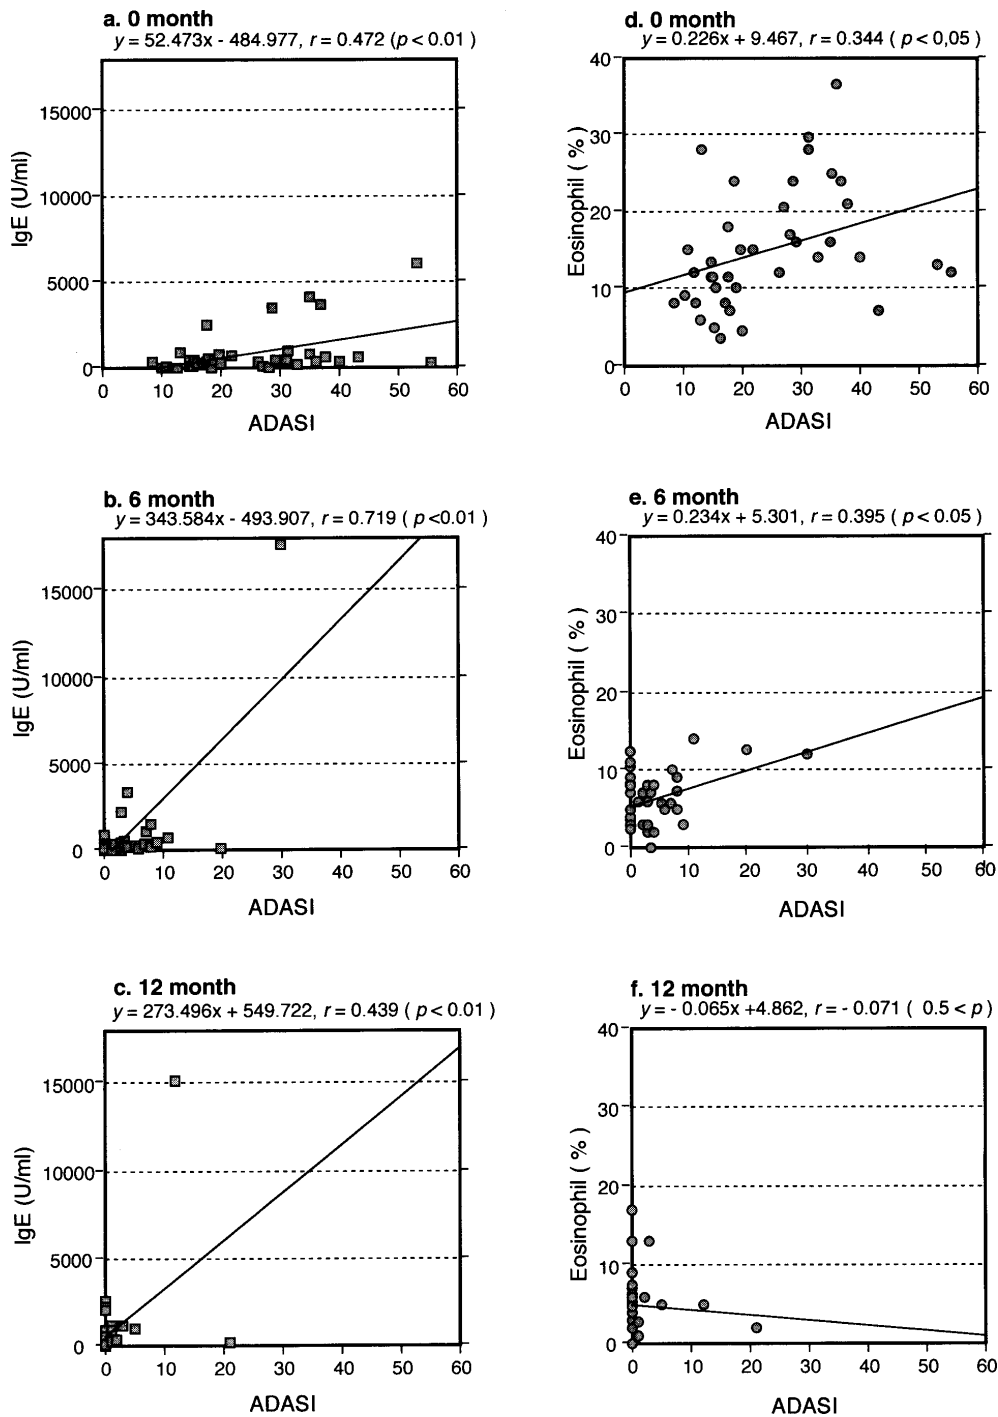 a. 0 month
y = 52.473x - 484.977, r = 0.472 (p < 0.01 )
15000
10000
5000
0
IgE (U/ml)
0 10 20 30 40 50 60
ADASI
d. 0 month
y = 0.226x + 9.467, r = 0.344 ( p < 0,05 )
40
30
20
10
0
Eosinophil ( % )
0 10 20 30 40 50 60
ADASI
b. 6 month
y = 343.584x - 493.907, r = 0.719 ( p <0.01 )
15000
10000
5000
0
IgE (U/ml)
0 10 20 30 40 50 60
ADASI
e. 6 month
y = 0.234x + 5.301, r = 0.395 ( p < 0.05 )
40
30
20
10
0
Eosinophil ( % )
0 10 20 30 40 50 60
ADASI
c. 12 month
y = 273.496x + 549.722, r = 0.439 ( p < 0.01 )
15000
10000
5000
0
IgE (U/ml)
0 10 20 30 40 50 60
ADASI
f. 12 month
y = - 0.065x +4.862, r = - 0.071 ( 0.5 < p )
40
30
20
10
0
Eosinophil ( % )
0 10 20 30 40 50 60
ADASI